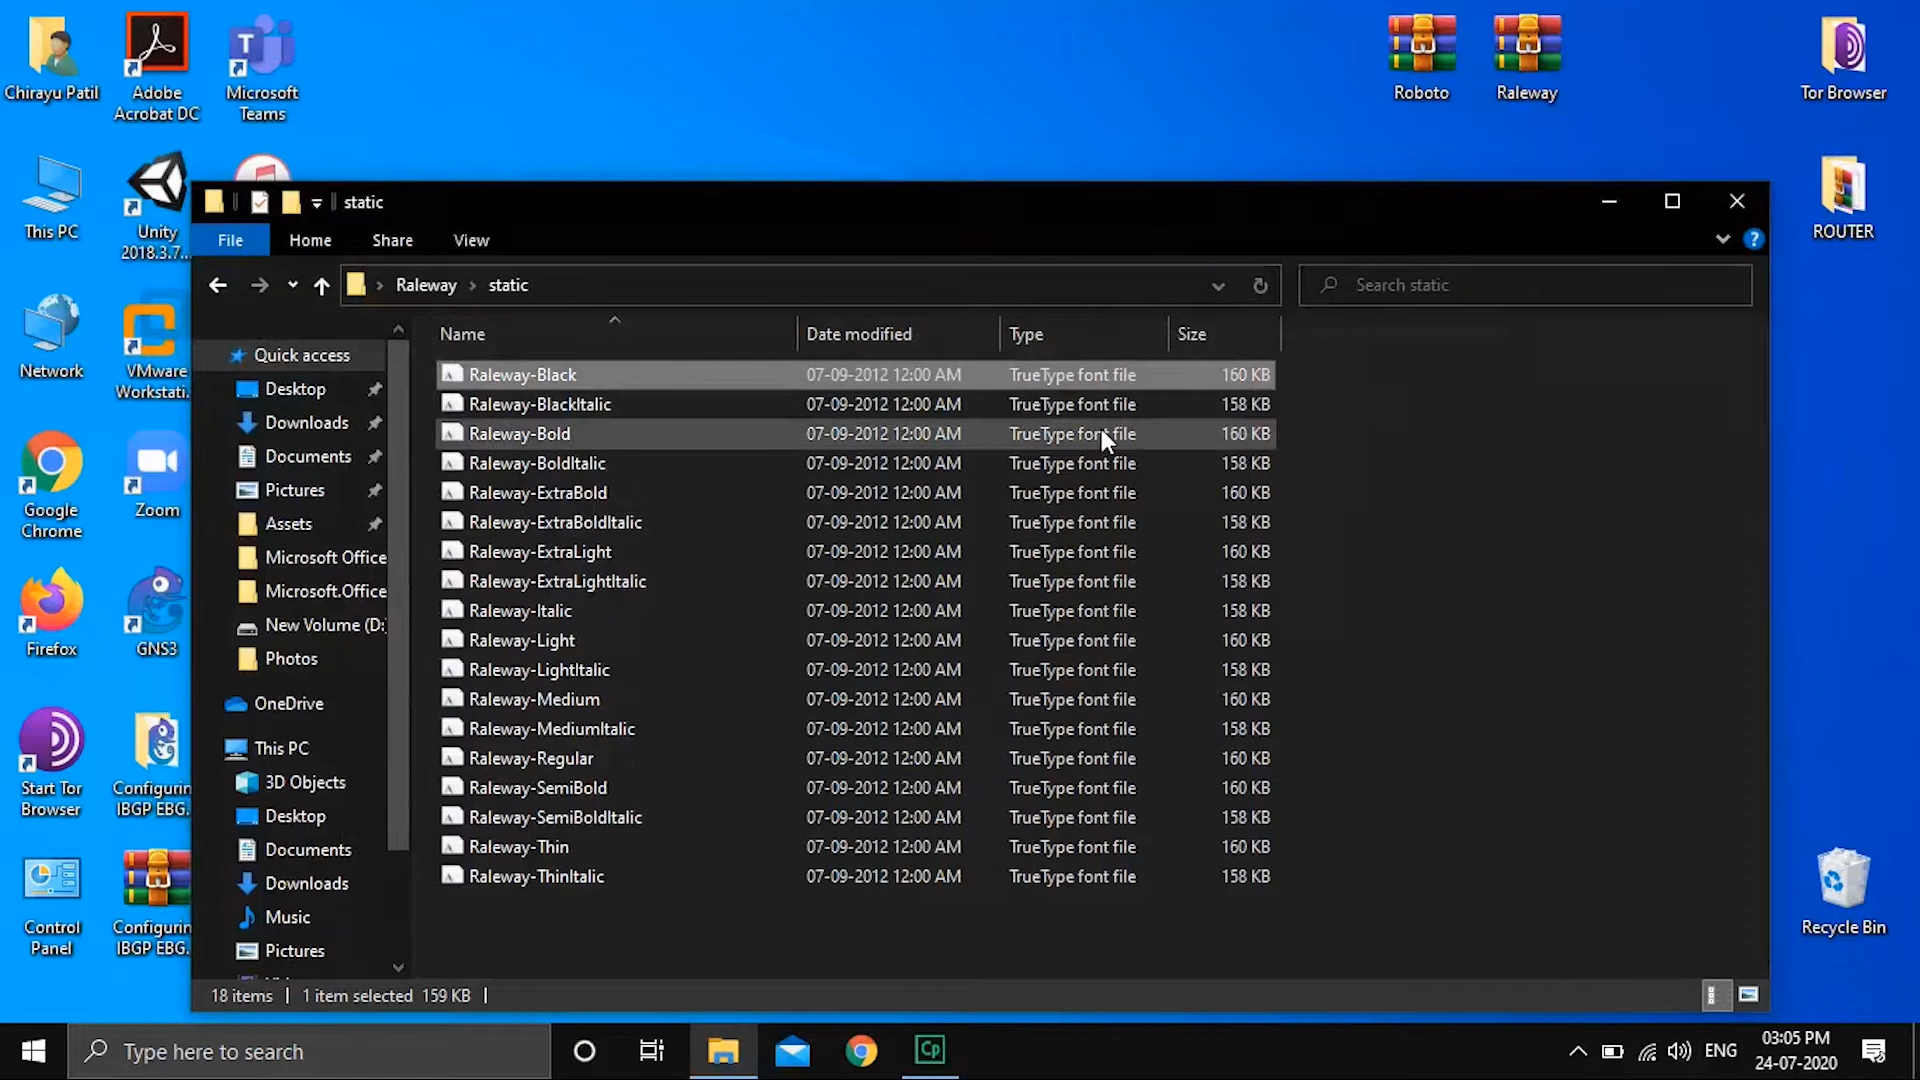 Chirayu Patil
Adobe
Acrobat DC
Microsoft
Teams
Roboto
Raleway
Tor Browser
This PC
Unity
2018.3.7...
ROUTER
Network
VMware
Workstati.
Google
Chrome
Zoom
Firefox
GNS3
Start Tor
Browser
Configurin
IBGP EBG.
Control
Panel
Configurin
IBGP EBG.
Recycle Bin
static
File
Home
Share
View
Raleway
static
Search static
Quick access
Desktop
Downloads
Documents
Pictures
Assets
Microsoft Office
Microsoft.Office
New Volume (D:)
Photos
OneDrive
This PC
3D Objects
Desktop
Documents
Downloads
Music
Pictures
Name Date modified Type Size
Raleway-Black 07-09-2012 12:00 AM TrueType font file 160 KB
Raleway-BlackItalic 07-09-2012 12:00 AM TrueType font file 158 KB
Raleway-Bold 07-09-2012 12:00 AM TrueType font file 160 KB
Raleway-BoldItalic 07-09-2012 12:00 AM TrueType font file 158 KB
Raleway-ExtraBold 07-09-2012 12:00 AM TrueType font file 160 KB
Raleway-ExtraBoldItalic 07-09-2012 12:00 AM TrueType font file 158 KB
Raleway-ExtraLight 07-09-2012 12:00 AM TrueType font file 160 KB
Raleway-ExtraLightItalic 07-09-2012 12:00 AM TrueType font file 158 KB
Raleway-Italic 07-09-2012 12:00 AM TrueType font file 158 KB
Raleway-Light 07-09-2012 12:00 AM TrueType font file 160 KB
Raleway-LightItalic 07-09-2012 12:00 AM TrueType font file 158 KB
Raleway-Medium 07-09-2012 12:00 AM TrueType font file 160 KB
Raleway-MediumItalic 07-09-2012 12:00 AM TrueType font file 158 KB
Raleway-Regular 07-09-2012 12:00 AM TrueType font file 160 KB
Raleway-SemiBold 07-09-2012 12:00 AM TrueType font file 160 KB
Raleway-SemiBoldItalic 07-09-2012 12:00 AM TrueType font file 158 KB
Raleway-Thin 07-09-2012 12:00 AM TrueType font file 160 KB
Raleway-ThinItalic 07-09-2012 12:00 AM TrueType font file 158 KB
18 items 1 item selected 159 KB
Type here to search
Cp
ENG
03:05 PM
24-07-2020